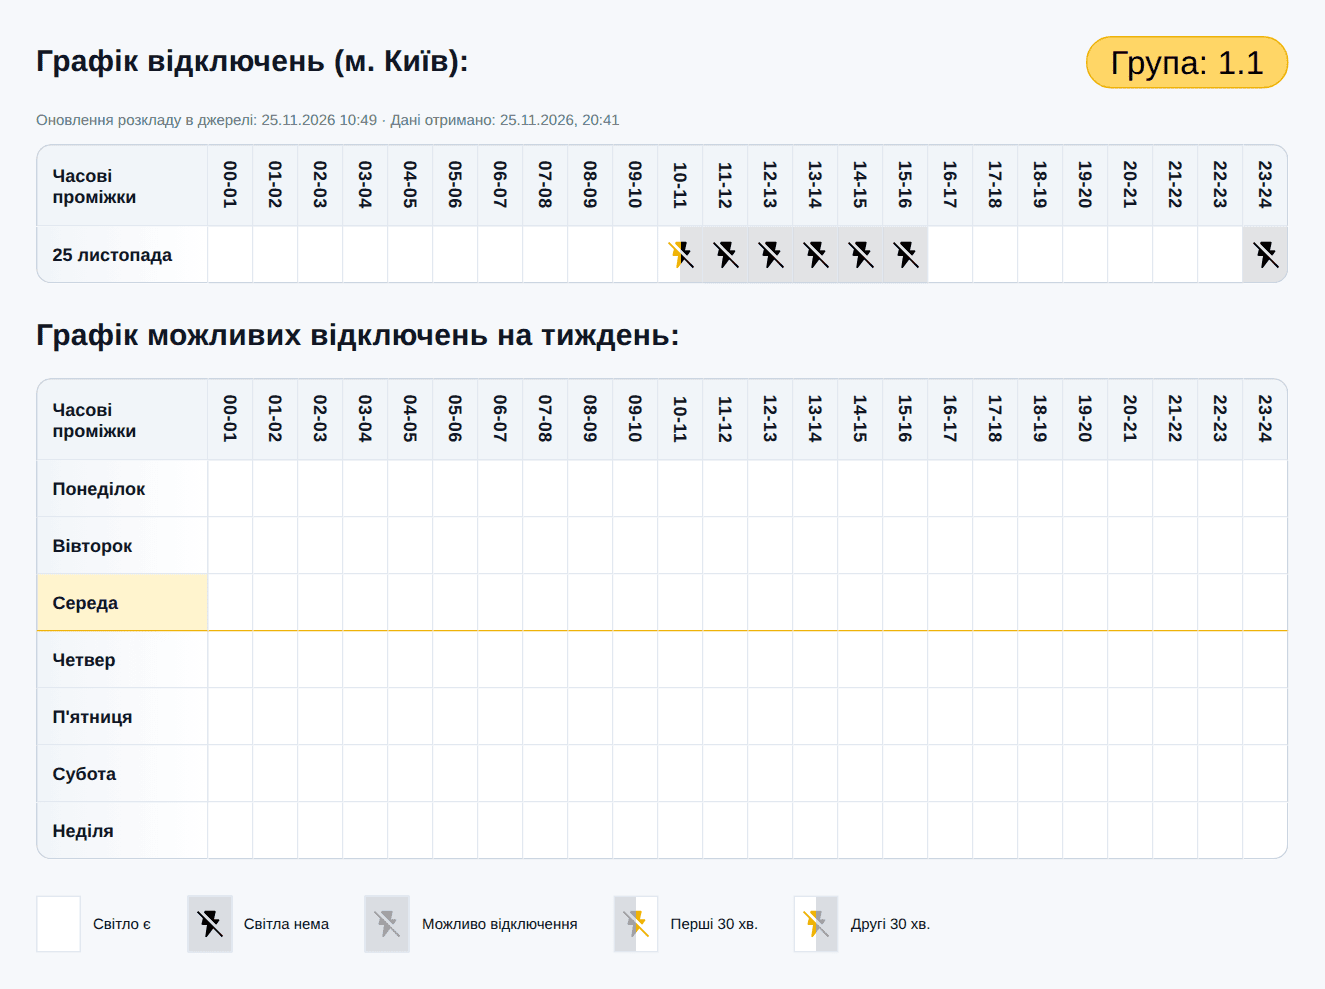 Графік відключень (м. Київ):
Група: 1.1
Оновлення розкладу в джерелі: 25.11.2026 10:49 · Дані отримано: 25.11.2026, 20:41
Часові
проміжки
00-01 01-02 02-03 03-04 04-05 05-06 06-07 07-08 08-09 09-10 10-11 11-12 12-13 13-14 14-15 15-16 16-17 17-18 18-19 19-20 20-21 21-22 22-23 23-24
25 листопада
Графік можливих відключень на тиждень:
Часові
проміжки
00-01 01-02 02-03 03-04 04-05 05-06 06-07 07-08 08-09 09-10 10-11 11-12 12-13 13-14 14-15 15-16 16-17 17-18 18-19 19-20 20-21 21-22 22-23 23-24
Понеділок
Вівторок
Середа
Четвер
П'ятниця
Субота
Неділя
Світло є
Світла нема
Можливо відключення
Перші 30 хв.
Другі 30 хв.